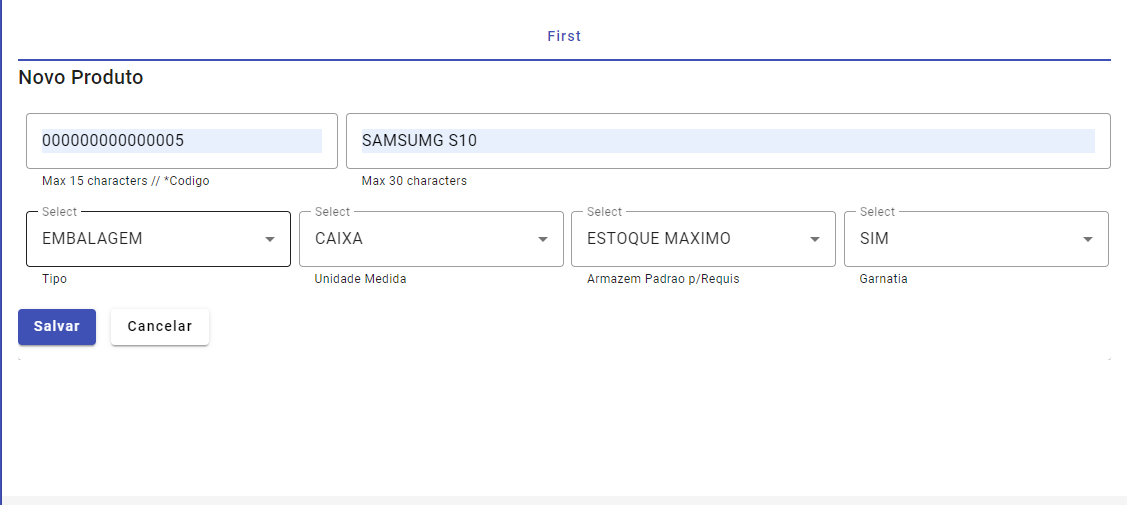 First
Novo Produto
000000000000005 SAMSUMG S10
Max 15 characters // *Codigo Max 30 characters
Select Select Select Select
EMBALAGEM CAIXA ESTOQUE MAXIMO SIM
Tipo Unidade Medida Armazem Padrao p/Requis Garnatia
Salvar Cancelar